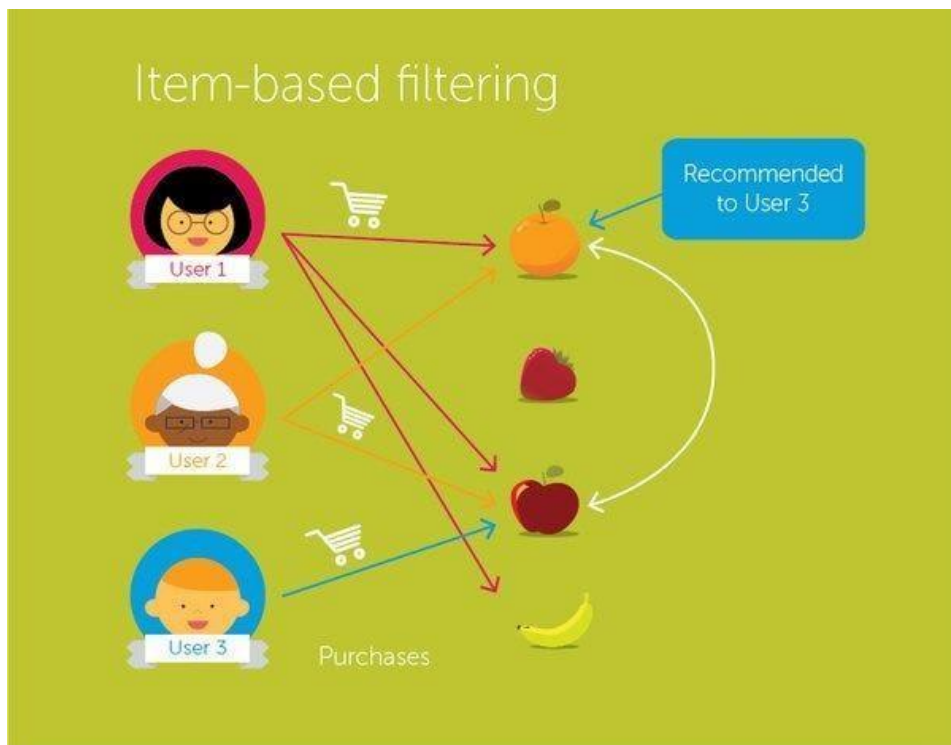 Item-based filtering
Recommended
to User 3
User 1
User 2
User 3
Purchases